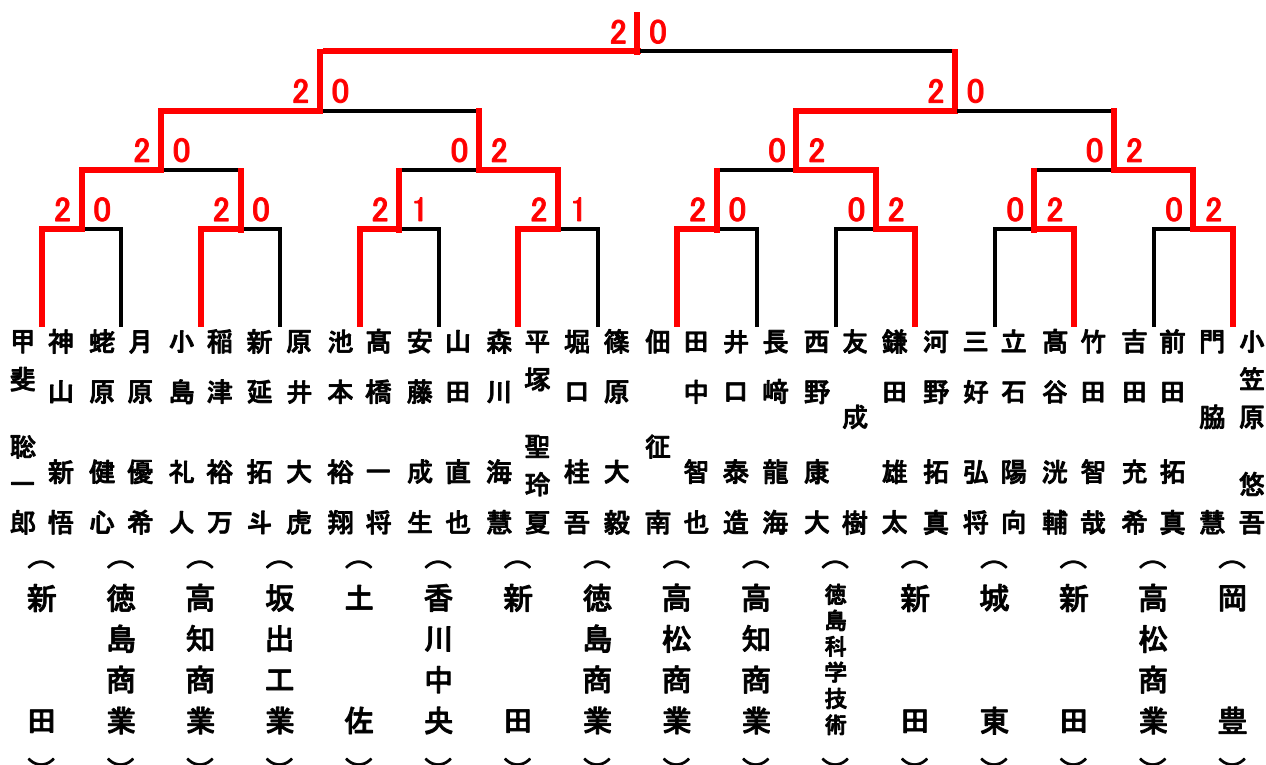 2 0
2 0 2 0
2 0 0 2 0 2 0 2
2 0 2 0 2 1 2 1 2 0 0 2 0 2 0 2
甲斐 聡一郎
神山 新悟
蛯原 健心
月原 優希
小島 礼人
稲津 裕万
新延 拓斗
原井 大虎
池本 裕翔
髙橋 一将
安藤 成生
山田 直也
森川 海慧
平塚 聖玲夏
堀口 桂吾
篠原 大毅
佃 征南
田中 智也
井口 泰造
長﨑 龍海
西野 康大
友成 樹
鎌田 雄太
河野 拓真
三好 弘将
立石 陽向
髙谷 洸輔
竹田 智哉
吉田 充希
前田 拓真
門脇 慧
小笠原 悠吾
（新田）
（徳島商業）
（高知商業）
（坂出工業）
（土佐）
（香川中央）
（新田）
（徳島商業）
（高松商業）
（高知商業）
（徳島科学技術）
（新田）
（城東）
（新田）
（高松商業）
（岡豊）